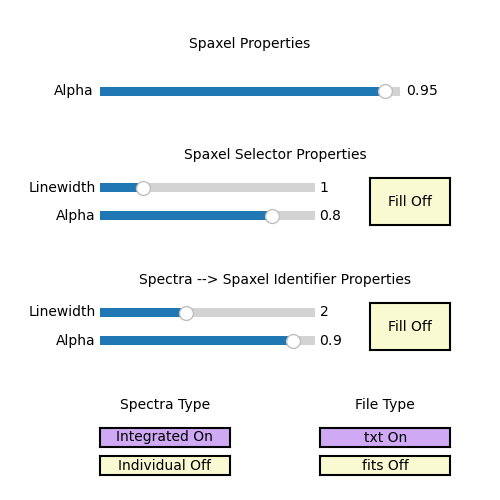 Spaxel Properties
Alpha 0.95
Spaxel Selector Properties
Linewidth 1
Alpha 0.8
Fill Off
Spectra --> Spaxel Identifier Properties
Linewidth 2
Alpha 0.9
Fill Off
Spectra Type
Integrated On
Individual Off
File Type
txt On
fits Off